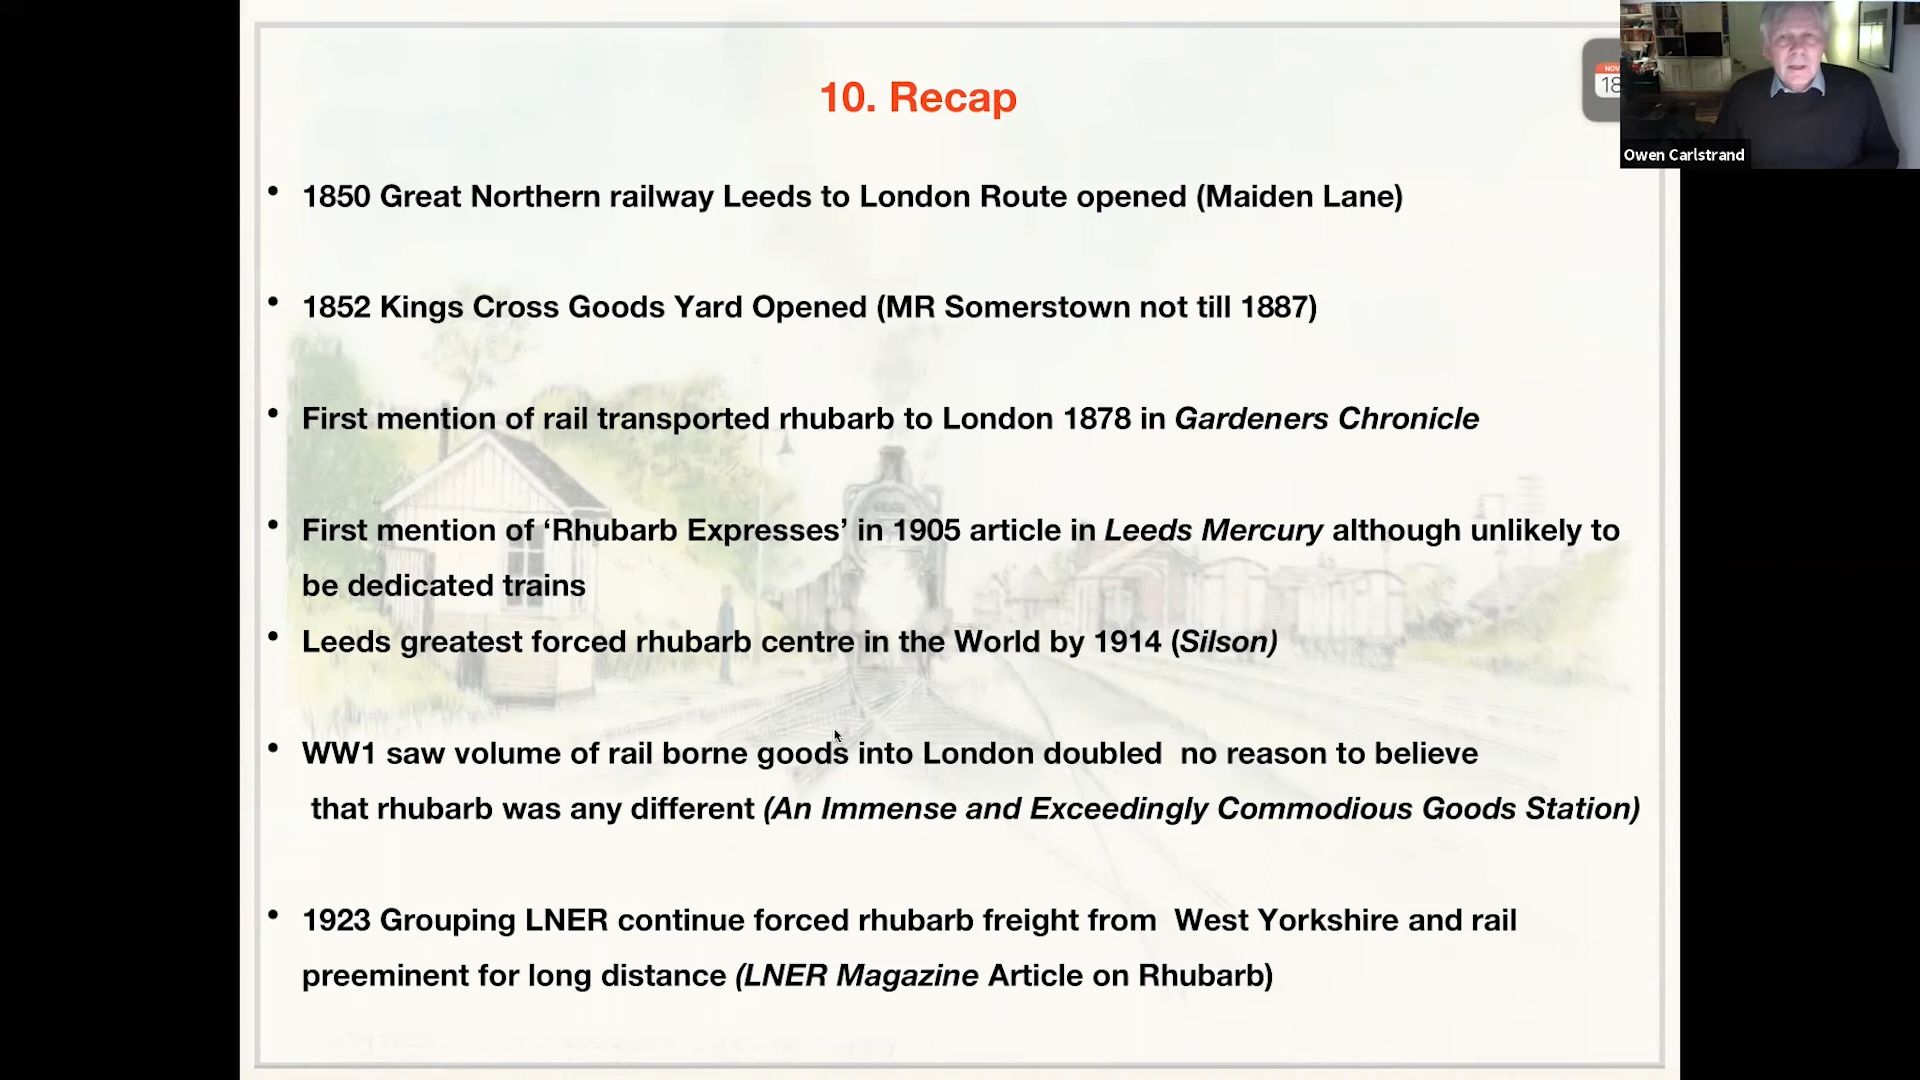 10. Recap
NOV
18
Owen Carlstrand
• 1850 Great Northern railway Leeds to London Route opened (Maiden Lane)
• 1852 Kings Cross Goods Yard Opened (MR Somerstown not till 1887)
• First mention of rail transported rhubarb to London 1878 in Gardeners Chronicle
• First mention of ‘Rhubarb Expresses’ in 1905 article in Leeds Mercury although unlikely to
be dedicated trains
• Leeds greatest forced rhubarb centre in the World by 1914 (Silson)
• WW1 saw volume of rail borne goods into London doubled no reason to believe
that rhubarb was any different (An Immense and Exceedingly Commodious Goods Station)
• 1923 Grouping LNER continue forced rhubarb freight from West Yorkshire and rail
preeminent for long distance (LNER Magazine Article on Rhubarb)